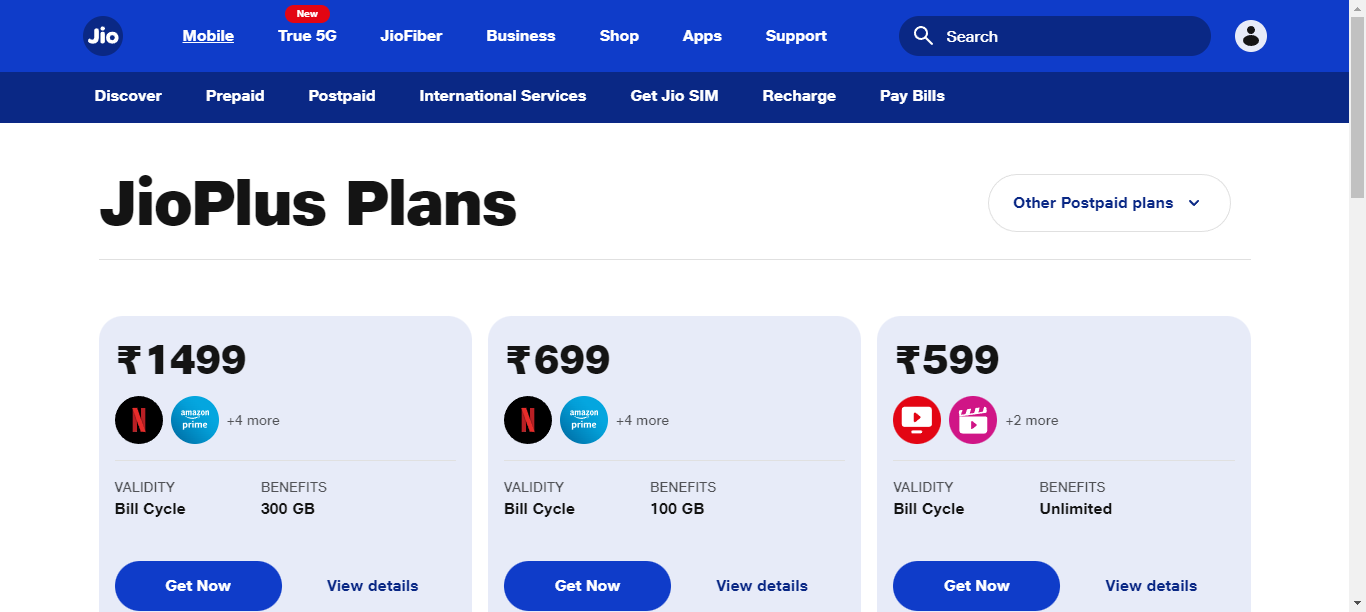 New
Jio Mobile True 5G JioFiber Business Shop Apps Support Search
Discover Prepaid Postpaid International Services Get Jio SIM Recharge Pay Bills
JioPlus Plans
Other Postpaid plans
₹1499
N amazon prime +4 more
VALIDITY BENEFITS
Bill Cycle 300 GB
Get Now View details
₹699
N amazon prime +4 more
VALIDITY BENEFITS
Bill Cycle 100 GB
Get Now View details
₹599
+2 more
VALIDITY BENEFITS
Bill Cycle Unlimited
Get Now View details